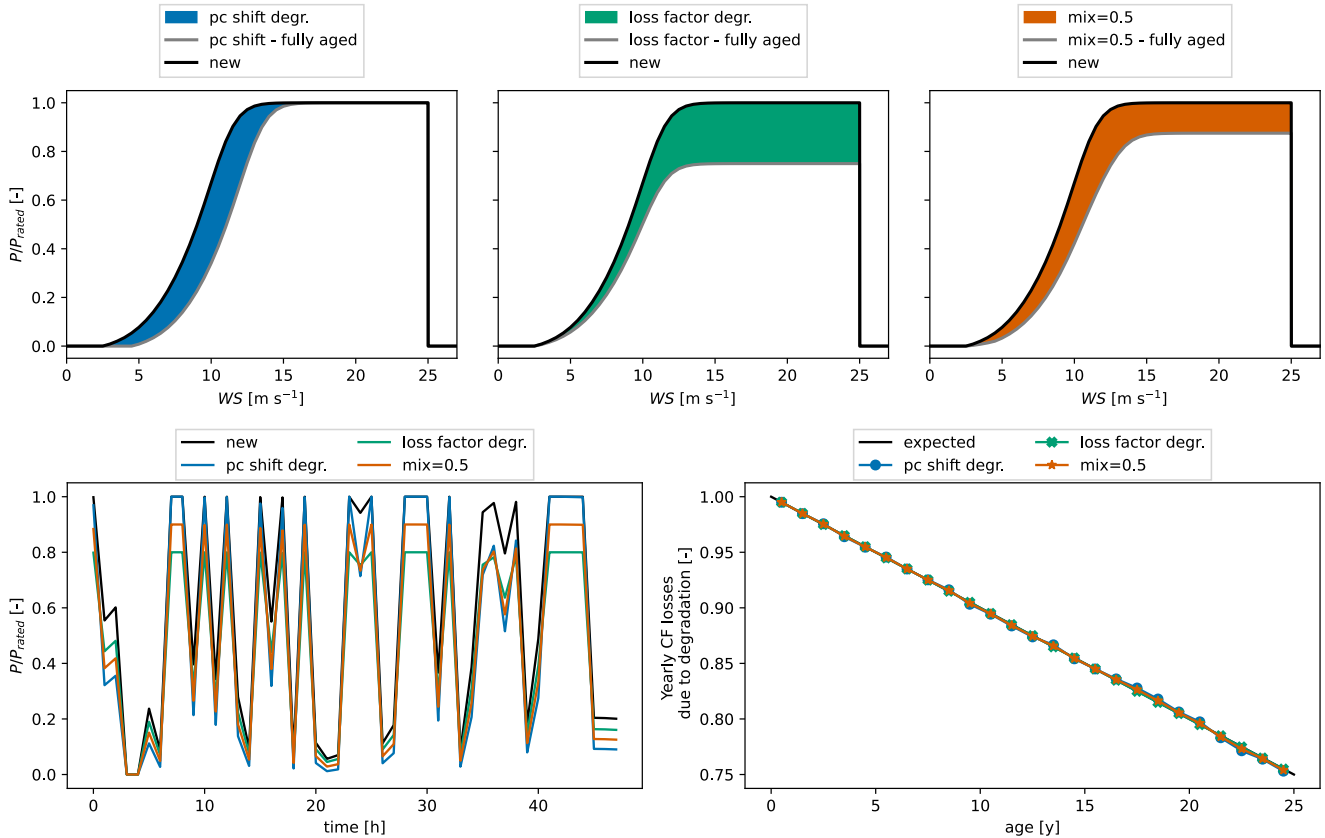 pc shift degr.
pc shift - fully aged
new
loss factor degr.
loss factor - fully aged
new
mix=0.5
mix=0.5 - fully aged
new
P/P_rated [-]
1.0
0.8
0.6
0.4
0.2
0.0
0 5 10 15 20 25
WS [m s⁻¹]
0 5 10 15 20 25
WS [m s⁻¹]
0 5 10 15 20 25
WS [m s⁻¹]
new loss factor degr.
pc shift degr. mix=0.5
P/P_rated [-]
1.0
0.8
0.6
0.4
0.2
0.0
0 10 20 30 40
time [h]
expected loss factor degr.
pc shift degr. mix=0.5
Yearly CF losses
due to degradation [-]
1.00
0.95
0.90
0.85
0.80
0.75
0 5 10 15 20 25
age [y]